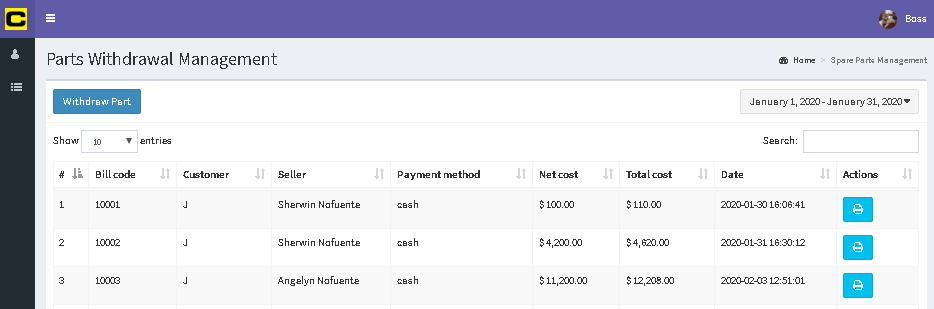 C Boss
Parts Withdrawal Management Home > Spare Parts Management
Withdraw Part January 1, 2020 - January 31, 2020
Show 10 entries Search:
# Bill code Customer Seller Payment method Net cost Total cost Date Actions
1 10001 J Sherwin Nofuente cash $ 100.00 $ 110.00 2020-01-30 16:06:41
2 10002 J Sherwin Nofuente cash $ 4,200.00 $ 4,620.00 2020-01-31 16:30:12
3 10003 J Angelyn Nofuente cash $ 11,200.00 $ 12,208.00 2020-02-03 12:51:01